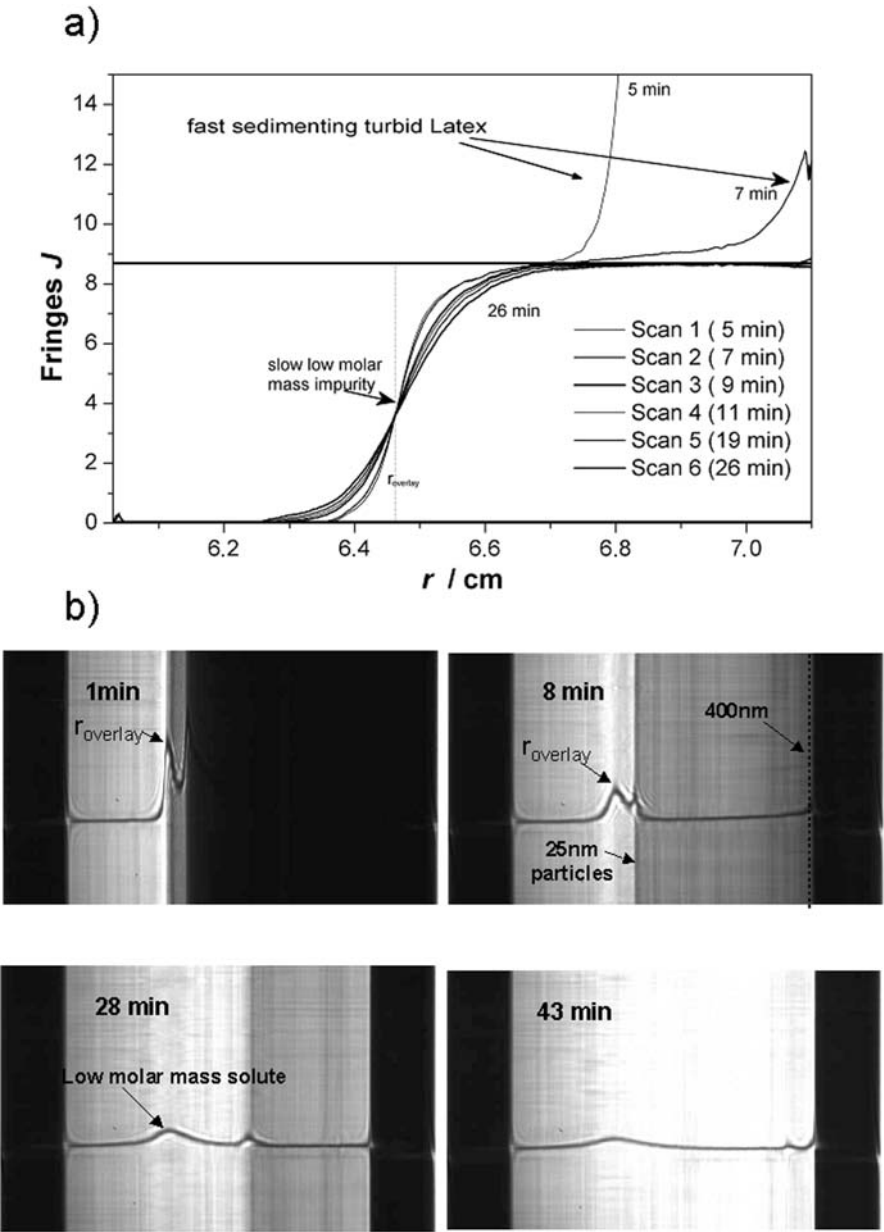 a)
14
12
10
8
6
4
2
0
Fringes J
5 min
fast sedimenting turbid Latex
7 min
26 min
slow low molar
mass impurity
Scan 1 ( 5 min)
Scan 2 ( 7 min)
Scan 3 ( 9 min)
Scan 4 (11 min)
Scan 5 (19 min)
Scan 6 (26 min)
roverlay
6.2
6.4
6.6
6.8
7.0
r / cm
b)
1min
roverlay
8 min
400nm
roverlay
25nm
particles
28 min
Low molar mass solute
43 min